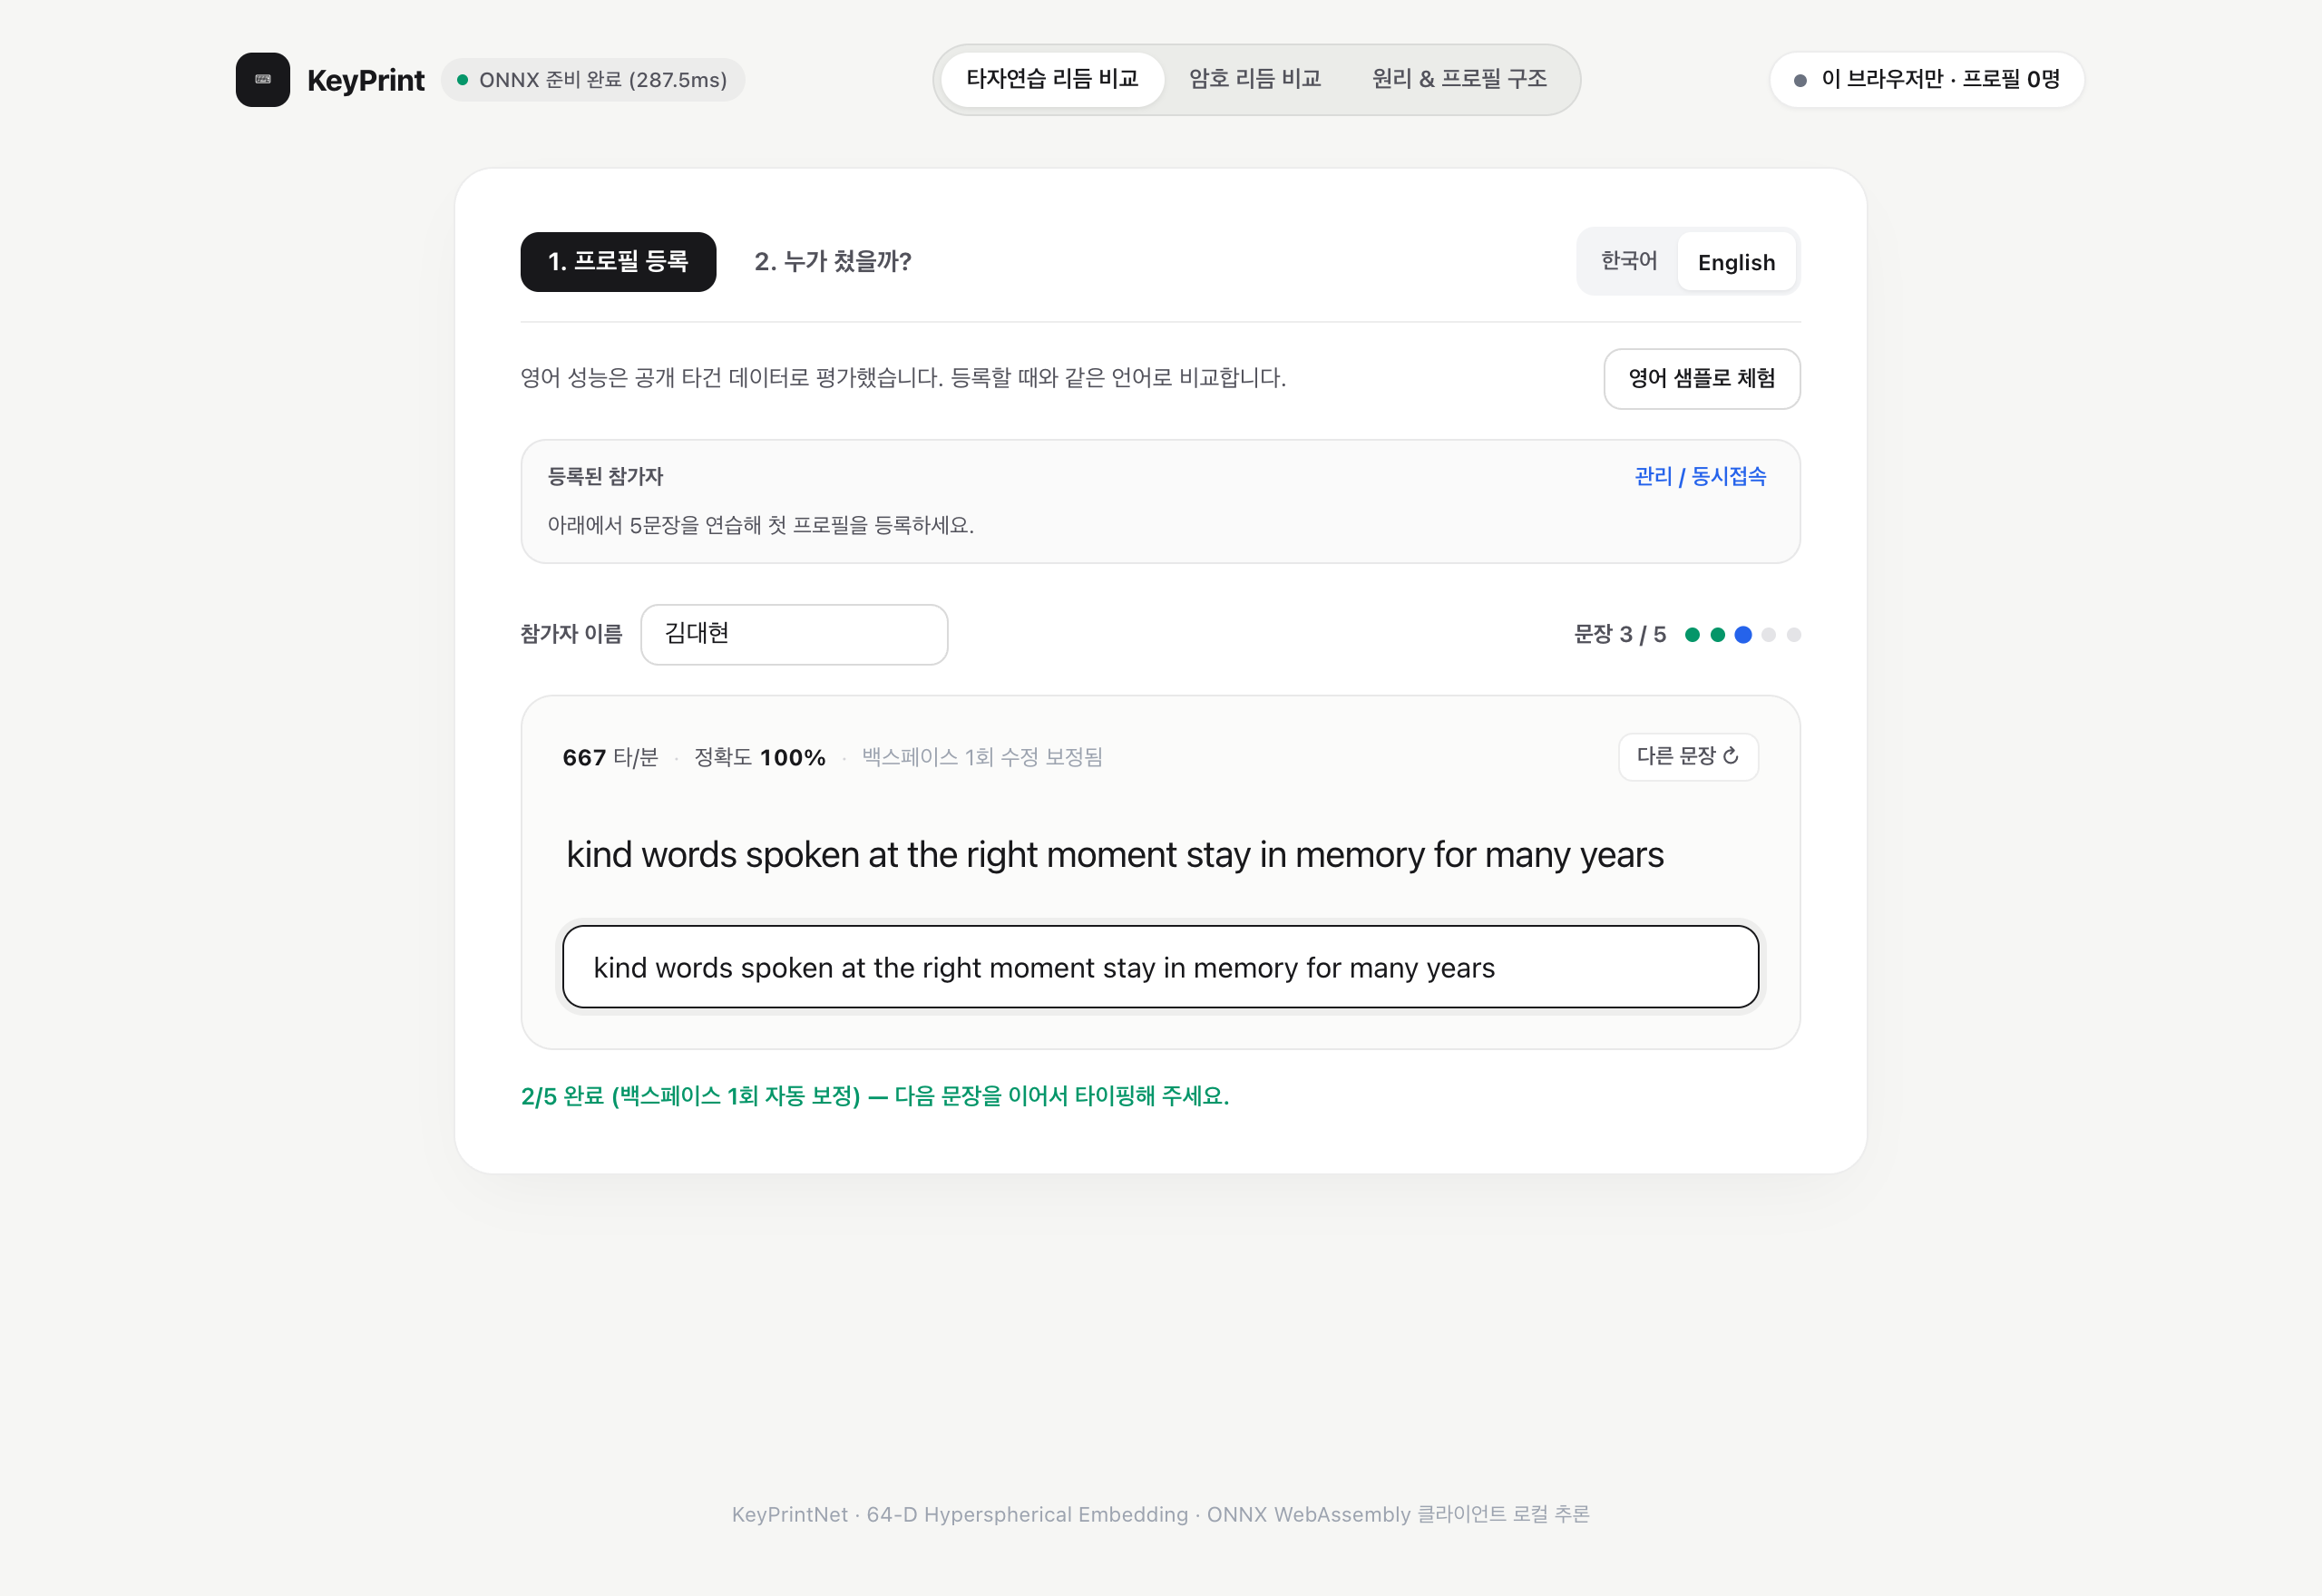 KeyPrint
ONNX 준비 완료 (287.5ms)
타자연습 리듬 비교
암호 리듬 비교
원리 & 프로필 구조
이 브라우저만 · 프로필 0명
1. 프로필 등록
2. 누가 쳤을까?
한국어
English
영어 성능은 공개 타건 데이터로 평가했습니다. 등록할 때와 같은 언어로 비교합니다.
영어 샘플로 체험
등록된 참가자
관리 / 동시접속
아래에서 5문장을 연습해 첫 프로필을 등록하세요.
참가자 이름
김대현
문장 3 / 5
667 타/분 · 정확도 100% · 백스페이스 1회 수정 보정됨
다른 문장 ↻
kind words spoken at the right moment stay in memory for many years
kind words spoken at the right moment stay in memory for many years
2/5 완료 (백스페이스 1회 자동 보정) — 다음 문장을 이어서 타이핑해 주세요.
KeyPrintNet · 64-D Hyperspherical Embedding · ONNX WebAssembly 클라이언트 로컬 추론